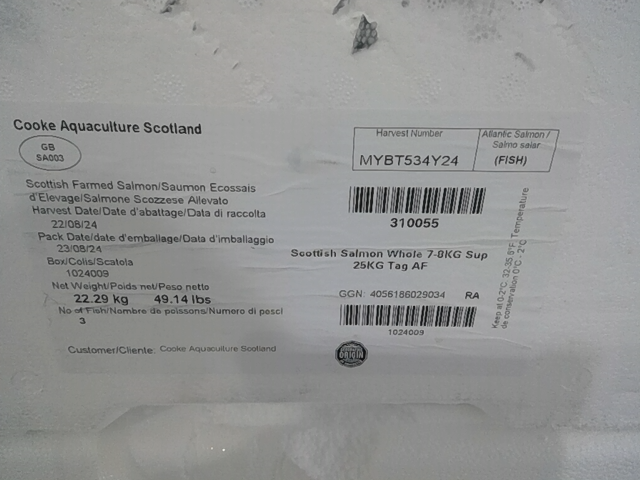 Cooke Aquaculture Scotland
GB
SA003
Harvest Number
MYBT534Y24
Atlantic Salmon /
Salmo salar
(FISH)
Scottish Farmed Salmon/Saumon Ecossais
d'Elevage/Salmone Scozzese Allevato
Harvest Date/Date d'abattage/Data di raccolta
22/08/24
Pack Date/date d'emballage/Data d'imballaggio
23/08/24
Box/Colis/Scatola
1024009
Net Weight/Poids net/Peso netto
22.29 kg 49.14 lbs
No of Fish/Nombre de poissons/Numero di pesci
3
Customer/Cliente: Cooke Aquaculture Scotland
310055
Scottish Salmon Whole 7-8KG Sup
25KG Tag AF
GGN: 4056186029034 RA
1024009
ORIGIN
Keep at 0-2°C, 32-35.6°F. Temperature
de conservation 0°C - 2°C